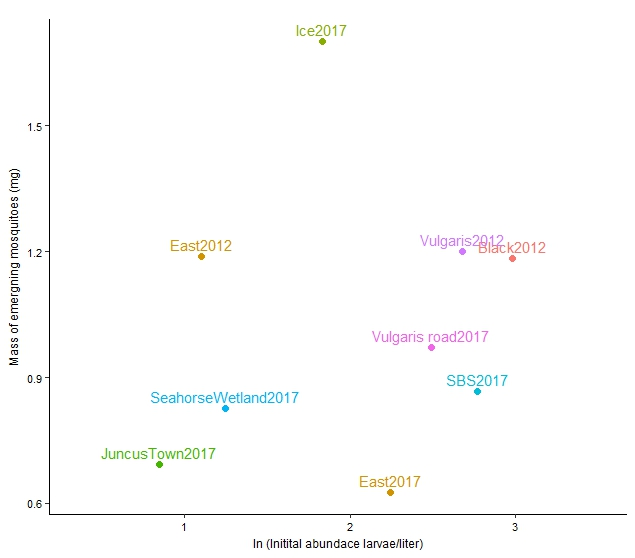 Ice2017
1.5
Vulgaris2012
East2012
Black2012
1.2
Mass of emergning mosquitoes (mg)
Vulgaris road2017
0.9
SBS2017
SeahorseWetland2017
JuncusTown2017
East2017
0.6
1
2
3
ln (Initital abundace larvae/liter)